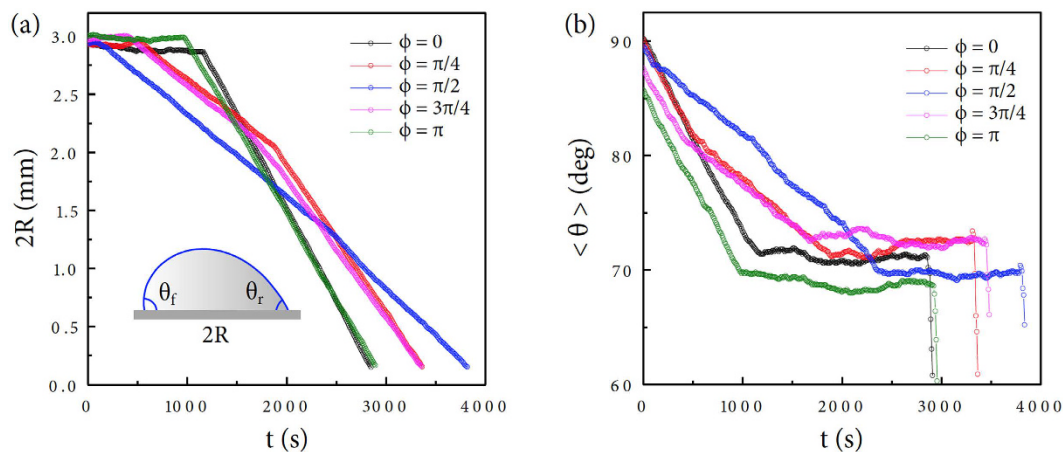 (a)
3.0
2.5
2.0
1.5
1.0
0.5
0.0
2R (mm)
0
1000
2000
3000
4000
t (s)
ϕ = 0
ϕ = π/4
ϕ = π/2
ϕ = 3π/4
ϕ = π
θf
θr
2R
(b)
90
80
70
60
< θ > (deg)
0
1000
2000
3000
4000
t (s)
ϕ = 0
ϕ = π/4
ϕ = π/2
ϕ = 3π/4
ϕ = π